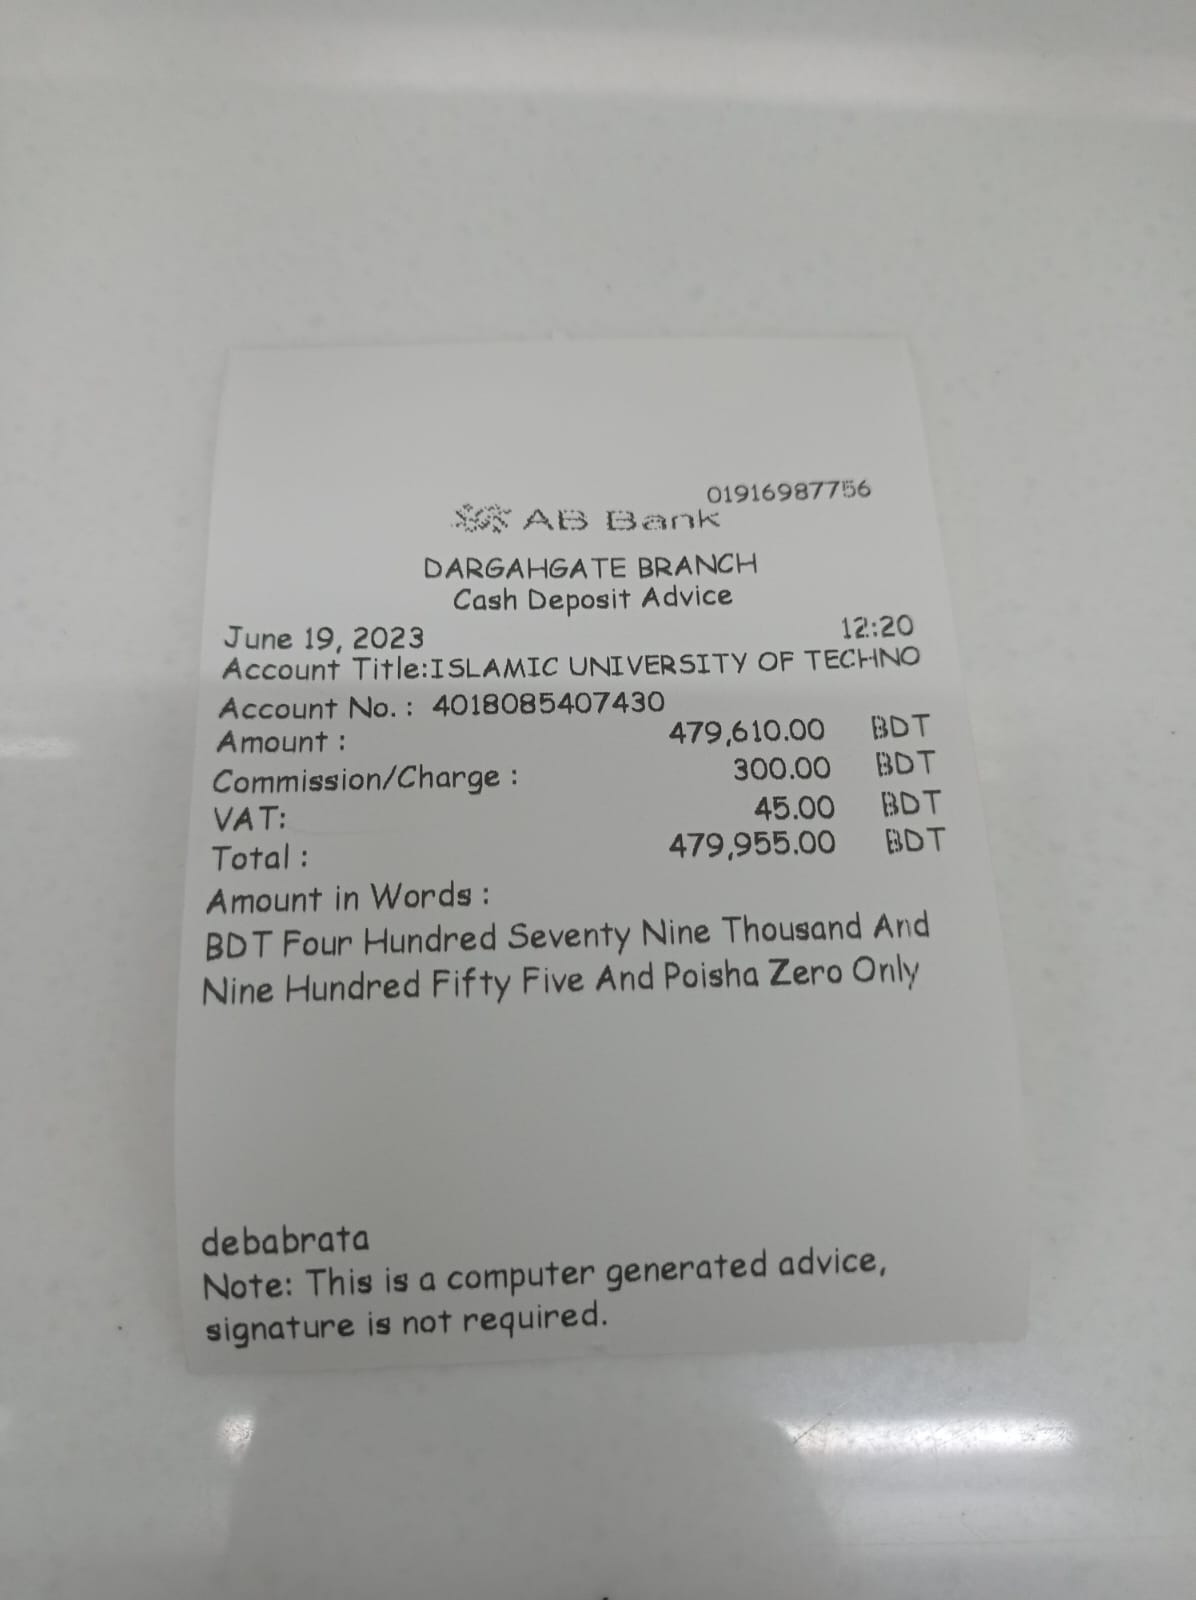 01916987756
AB Bank
DARGAHGATE BRANCH
Cash Deposit Advice
June 19, 2023 12:20
Account Title:ISLAMIC UNIVERSITY OF TECHNO
Account No. : 4018085407430
Amount : 479,610.00 BDT
Commission/Charge : 300.00 BDT
VAT: 45.00 BDT
Total : 479,955.00 BDT
Amount in Words :
BDT Four Hundred Seventy Nine Thousand And
Nine Hundred Fifty Five And Poisha Zero Only
debabrata
Note: This is a computer generated advice,
signature is not required.